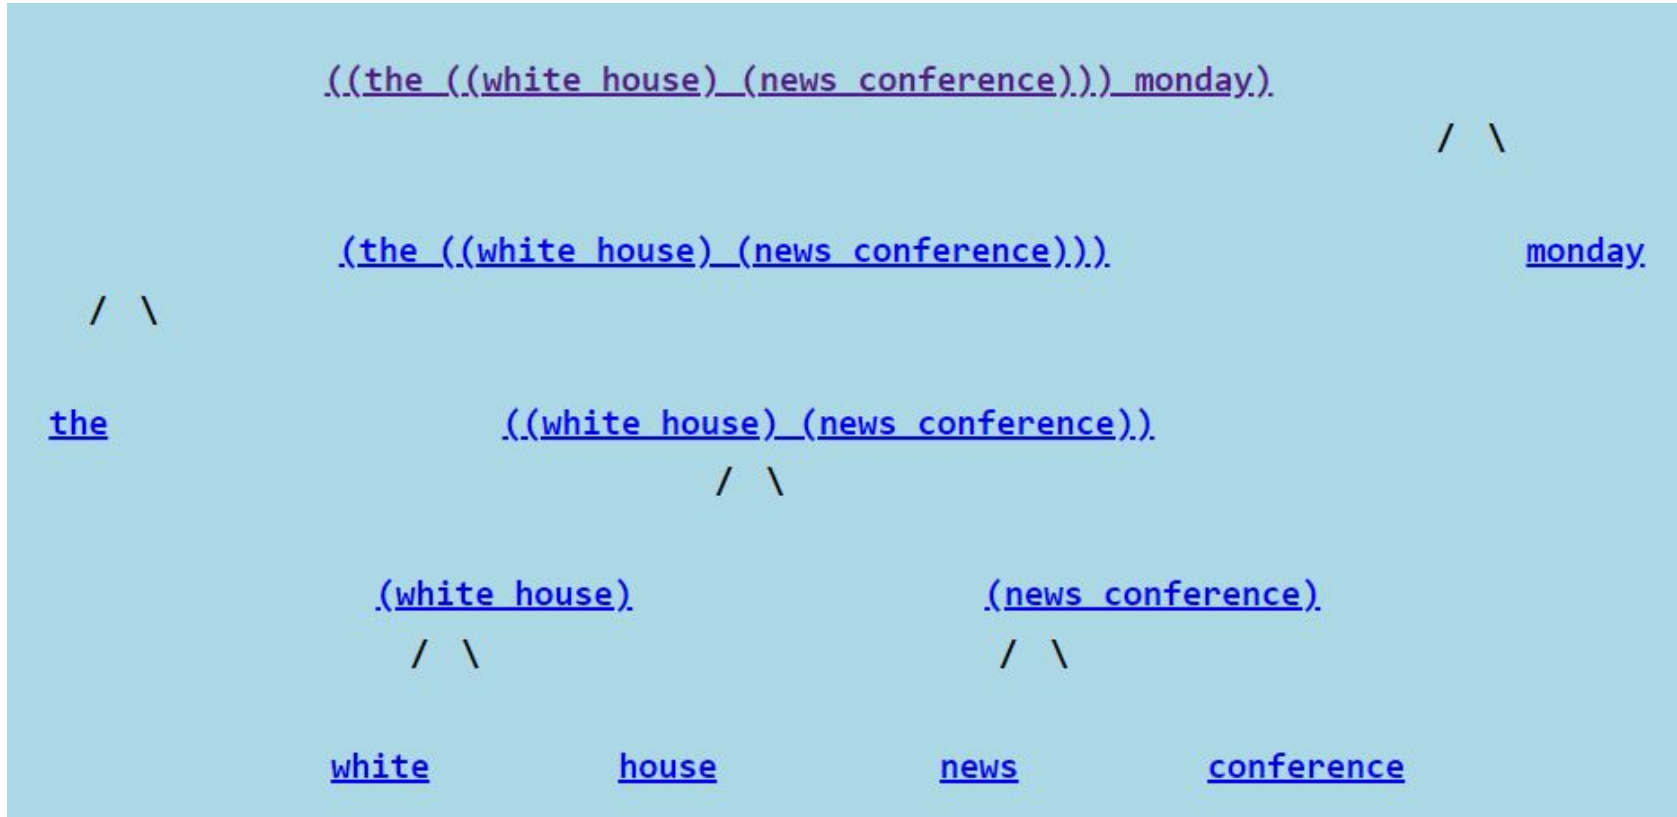 ((the ((white house) (news conference))) monday)
/ \
(the ((white house) (news conference))) monday
/ \
the ((white house) (news conference))
/ \
(white house) (news conference)
/ \ / \
white house news conference